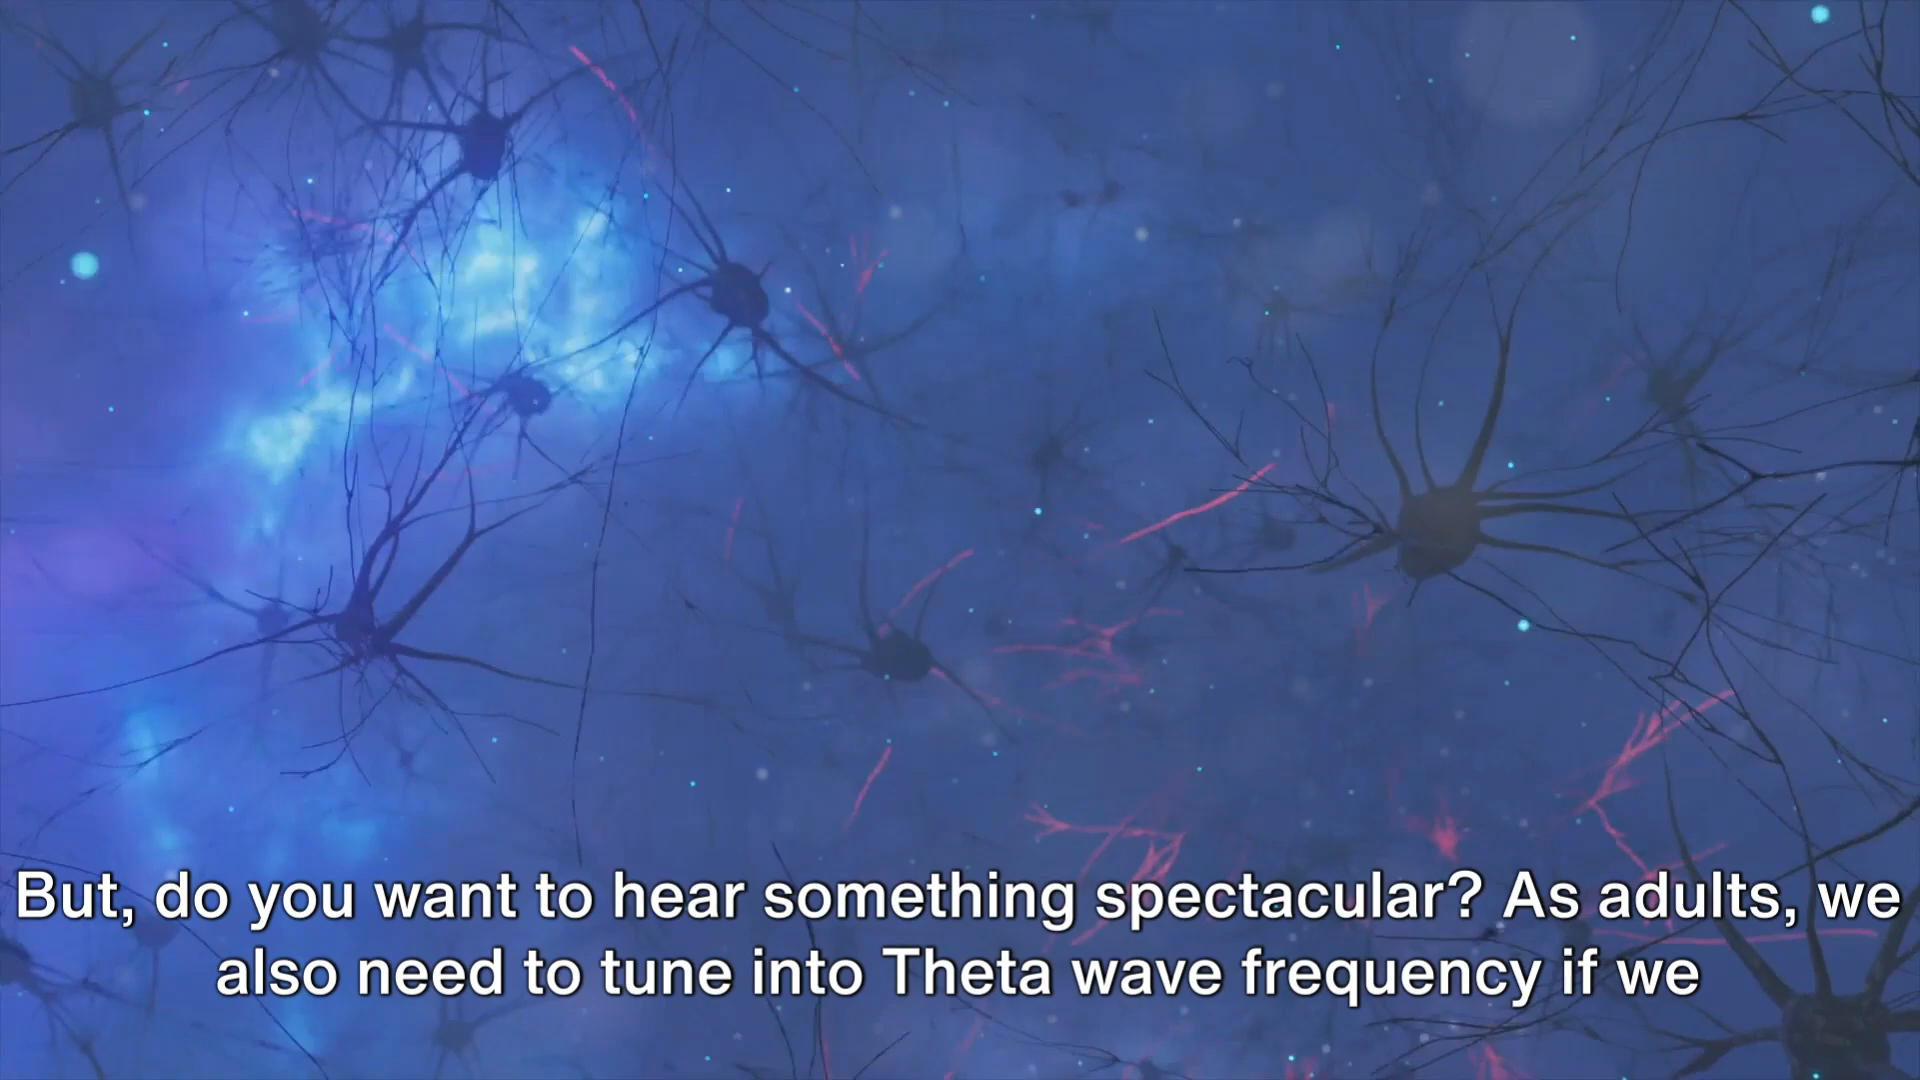 But, do you want to hear something spectacular? As adults, we
also need to tune into Theta wave frequency if we